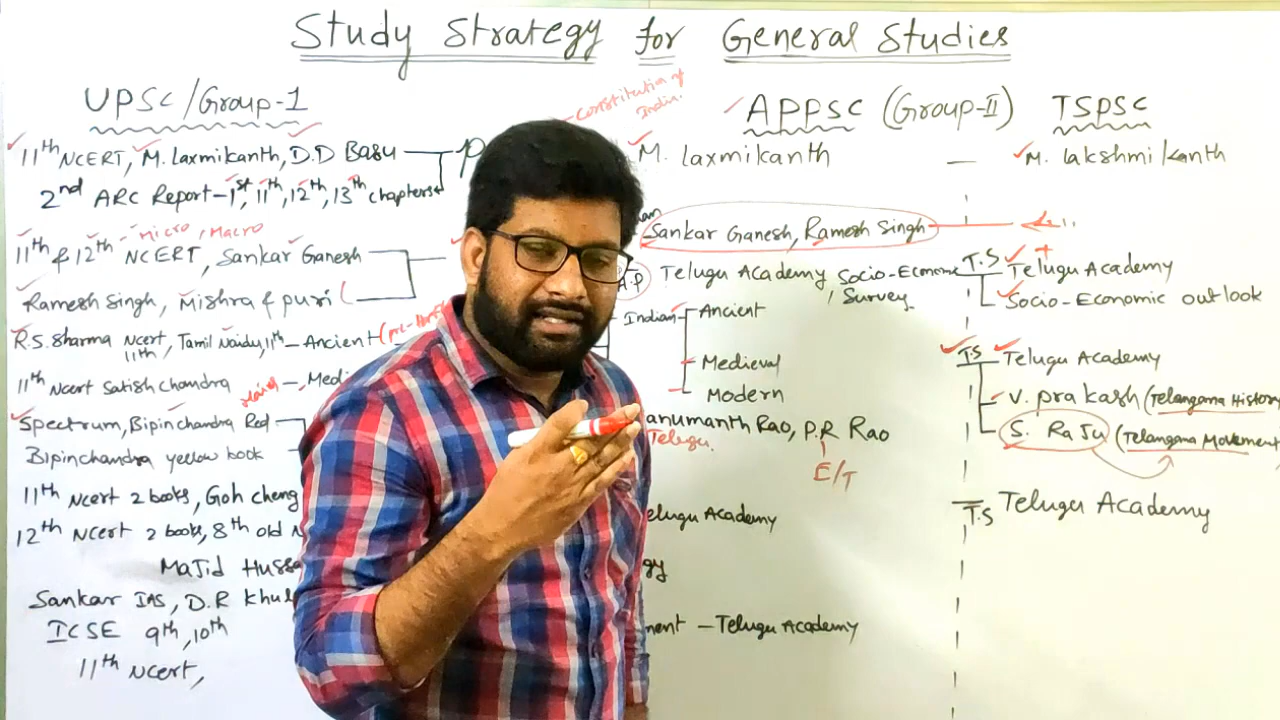 Study Strategy for General Studies
UPSC/Group-1
11th NCERT, M. Laxmikanth, D.D Basu
2nd ARC Report-1st, 11th, 12th, 13th chapters
Micro, Macro
11th & 12th NCERT, Sankar Ganesh
Ramesh Singh, Mishra & puri
R.S. Sharma Ncert, 11th, Tamil Naidu, 11th - Ancient
11th Ncert Satish Chandra - Med
Spectrum, Bipinchandra Red
Bipinchandra yellow book
11th Ncert 2 books, Goh cheng
12th Ncert 2 books, 8th old
Majid Hussa
Sankar IAS, D.R Khul
ICSE 9th, 10th
11th Ncert,
Constitution of India.
APPSC (Group-II)
M. Laxmikanth
Sankar Ganesh, Ramesh Singh
A.P Telugu Academy, Socio-Economic Survey
Indian
Ancient
Medieval
Modern
anumanth Rao, P.R Rao
Telugu.
E/T
elugu Academy
gy
ment - Telugu Academy
TSPSC
M. lakshmikanth
T.S Telugu Academy
Socio-Economic outlook
T.S Telugu Academy
V. prakash (Telangana History
S. Raju (Telangana Movement
T.S Telugu Academy